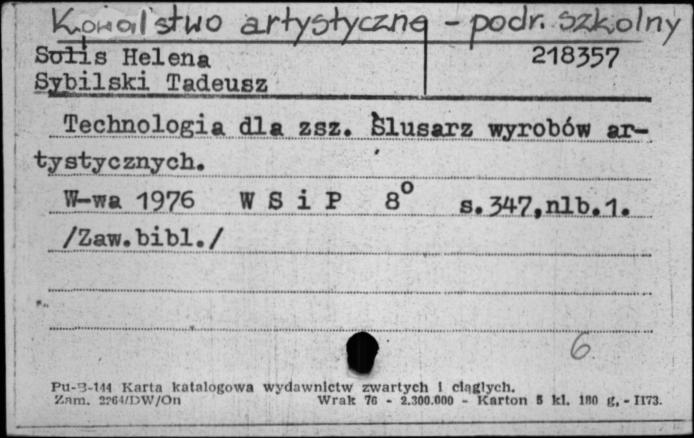 Kowalstwo artystyczne - podr. szkolny
Solis Helena 218357
Sybilski Tadeusz
Technologia dla zsz. Ślusarz wyrobów ar-
tystycznych.
W-wa 1976 W S i P 8° s.347,nlb.1.
/Zaw.bibl./
6
Pu-B-144 Karta katalogowa wydawnictw zwartych i ciągłych.
Zam. 2264/DW/On Wrak 76 - 2.300.000 - Karton 5 kl. 180 g. - I173.